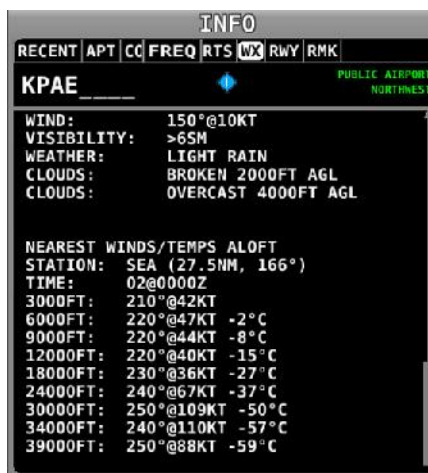 INFO
RECENT APT CO FREQ RTS WX RWY RMK
KPAE____
PUBLIC AIRPORT
NORTHWEST
WIND: 150°@10KT
VISIBILITY: >6SM
WEATHER: LIGHT RAIN
CLOUDS: BROKEN 2000FT AGL
CLOUDS: OVERCAST 4000FT AGL
NEAREST WINDS/TEMPS ALOFT
STATION: SEA (27.5NM, 166°)
TIME: 02@0000Z
3000FT: 210°@42KT
6000FT: 220°@47KT -2°C
9000FT: 220°@44KT -8°C
12000FT: 220°@40KT -15°C
18000FT: 230°@36KT -27°C
24000FT: 240°@67KT -37°C
30000FT: 250°@109KT -50°C
34000FT: 240°@110KT -57°C
39000FT: 250°@88KT -59°C